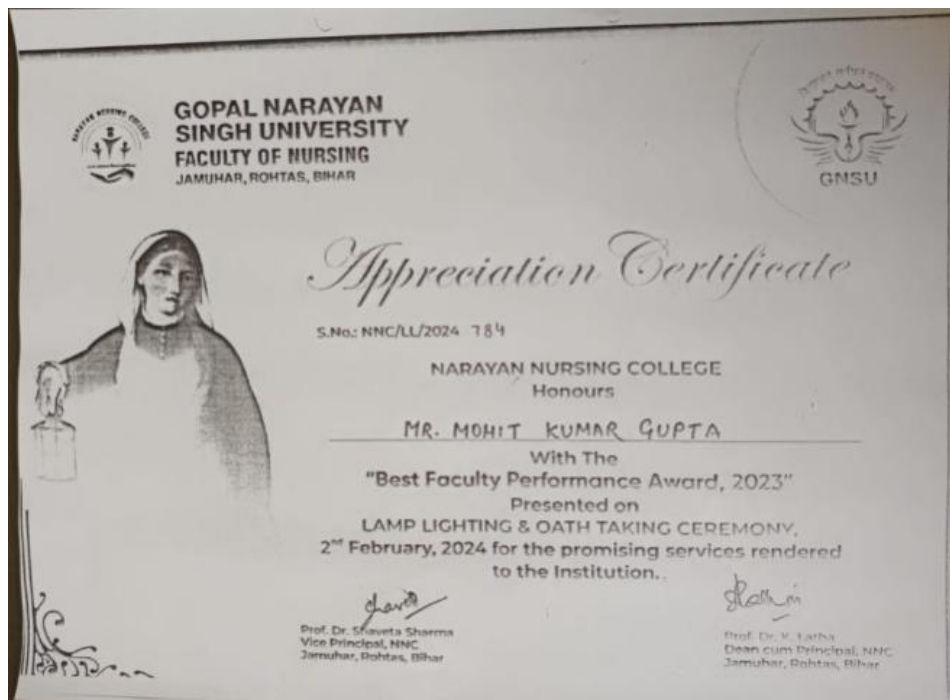 NARAYAN NURSING COLLEGE
GOPAL NARAYAN
SINGH UNIVERSITY
FACULTY OF NURSING
JAMUHAR, ROHTAS, BIHAR
GNSU
Appreciation Certificate
S.No.: NNC/LL/2024 784
NARAYAN NURSING COLLEGE
Honours
MR. MOHIT KUMAR GUPTA
With The
"Best Faculty Performance Award, 2023"
Presented on
LAMP LIGHTING & OATH TAKING CEREMONY,
2nd February, 2024 for the promising services rendered
to the Institution.
Prof. Dr. Shaveta Sharma
Vice Principal, NNC
Jamuhar, Rohtas, Bihar
Prof. Dr. K. Latha
Dean cum Principal, NNC
Jamuhar, Rohtas, Bihar